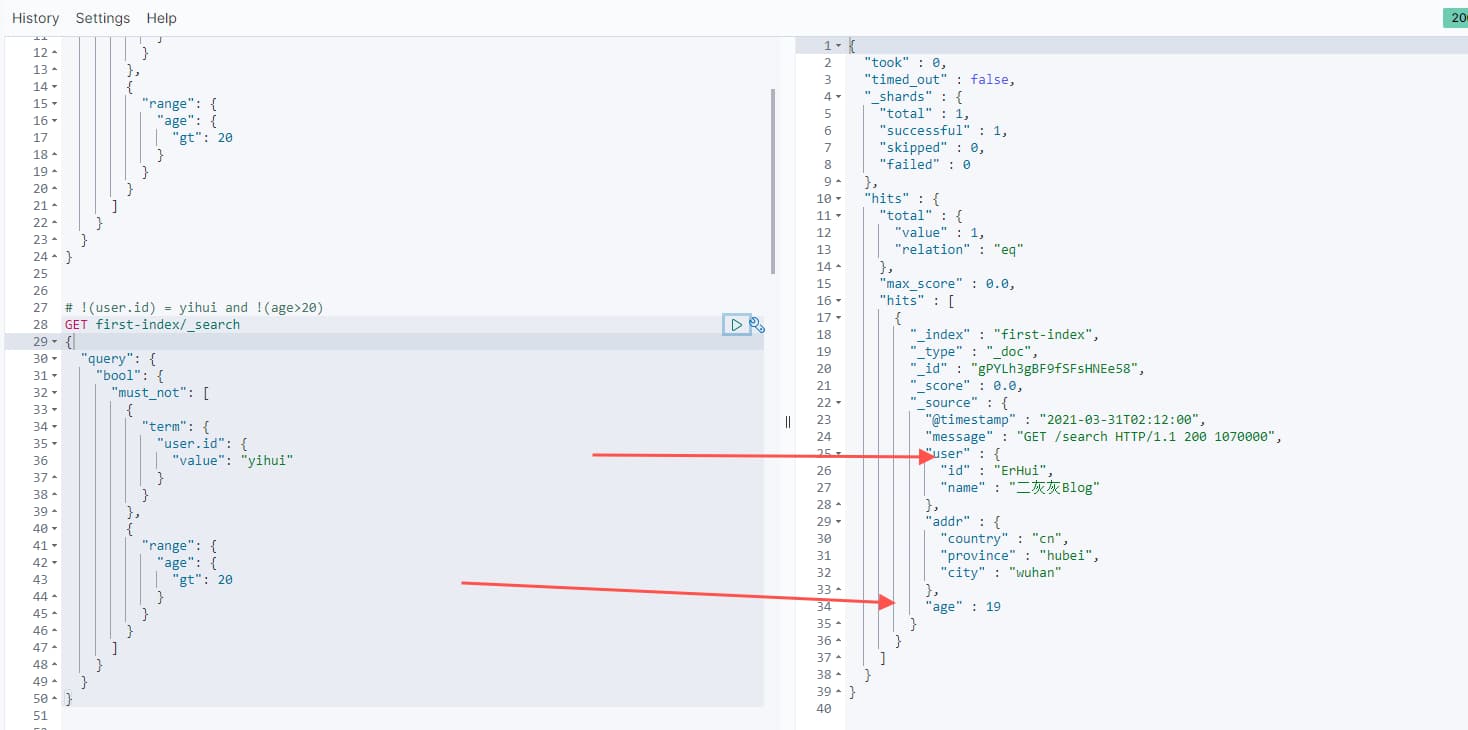 History Settings Help
200
11 }
12 }
13 },
14 {
15 "range": {
16 "age": {
17 "gt": 20
18 }
19 }
20 }
21 ]
22 }
23 }
24 }
25
26
27 # !(user.id) = yihui and !(age>20)
28 GET first-index/_search
29 {
30 "query": {
31 "bool": {
32 "must_not": [
33 {
34 "term": {
35 "user.id": {
36 "value": "yihui"
37 }
38 }
39 },
40 {
41 "range": {
42 "age": {
43 "gt": 20
44 }
45 }
46 }
47 ]
48 }
49 }
50 }
51
1 {
2 "took" : 0,
3 "timed_out" : false,
4 "_shards" : {
5 "total" : 1,
6 "successful" : 1,
7 "skipped" : 0,
8 "failed" : 0
9 },
10 "hits" : {
11 "total" : {
12 "value" : 1,
13 "relation" : "eq"
14 },
15 "max_score" : 0.0,
16 "hits" : [
17 {
18 "_index" : "first-index",
19 "_type" : "_doc",
20 "_id" : "gPYLh3gBF9fSFsHNEe58",
21 "_score" : 0.0,
22 "_source" : {
23 "@timestamp" : "2021-03-31T02:12:00",
24 "message" : "GET /search HTTP/1.1 200 1070000",
25 "user" : {
26 "id" : "ErHui",
27 "name" : "二灰灰Blog"
28 },
29 "addr" : {
30 "country" : "cn",
31 "province" : "hubei",
32 "city" : "wuhan"
33 },
34 "age" : 19
35 }
36 }
37 ]
38 }
39 }
40